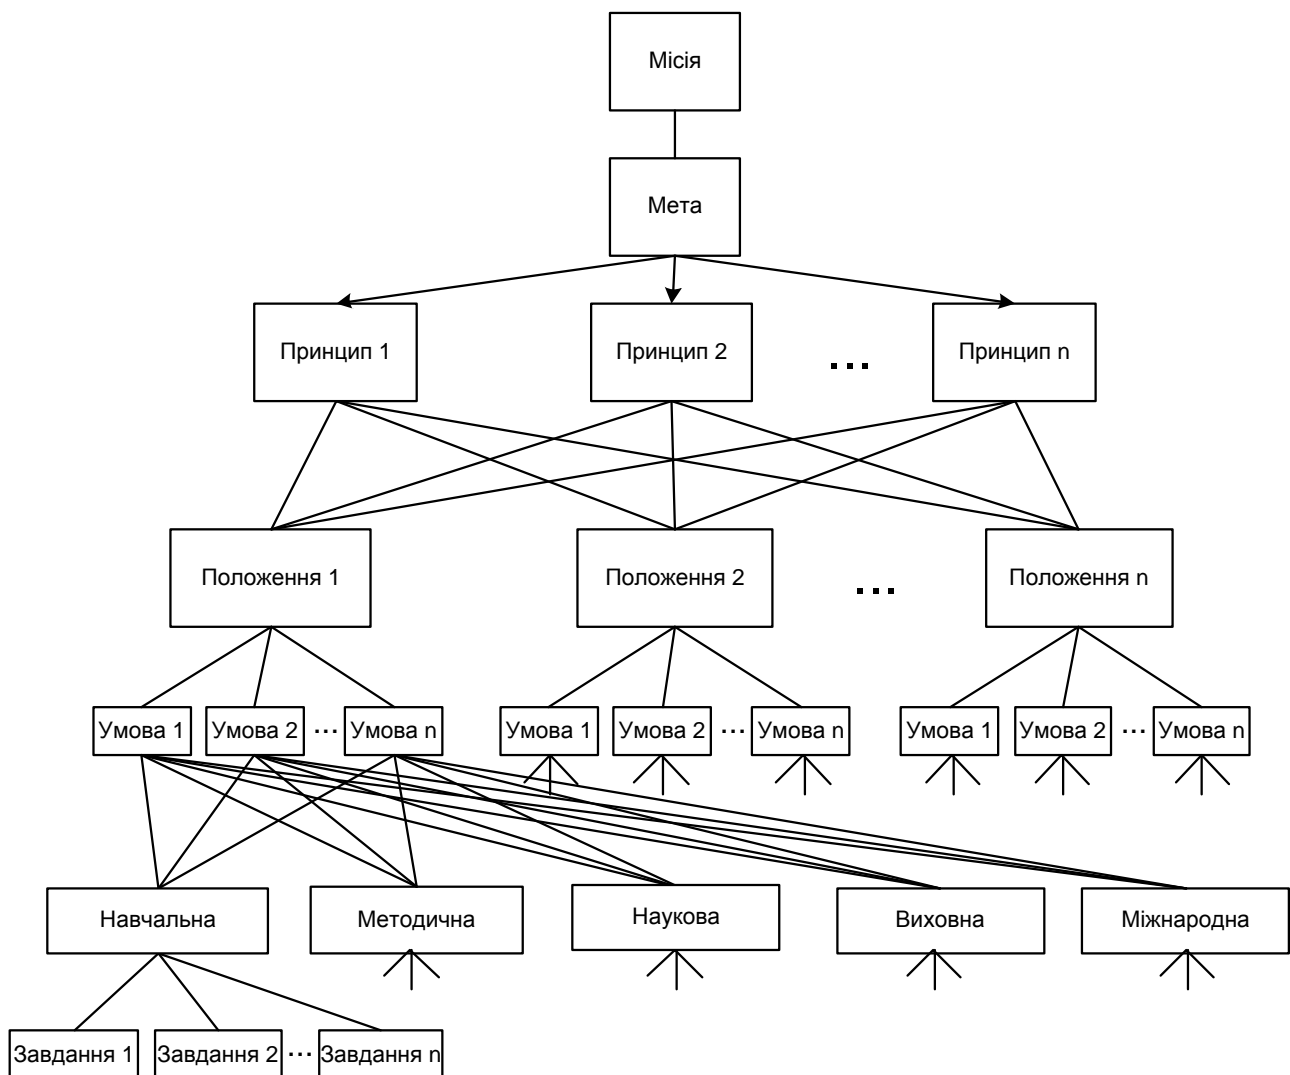 Місія
Мета
Принцип 1
Принцип 2
...
Принцип n
Положення 1
Положення 2
...
Положення n
Умова 1
Умова 2
...
Умова n
Умова 1
Умова 2
...
Умова n
Умова 1
Умова 2
...
Умова n
Навчальна
Методична
Наукова
Виховна
Міжнародна
Завдання 1
Завдання 2
...
Завдання n